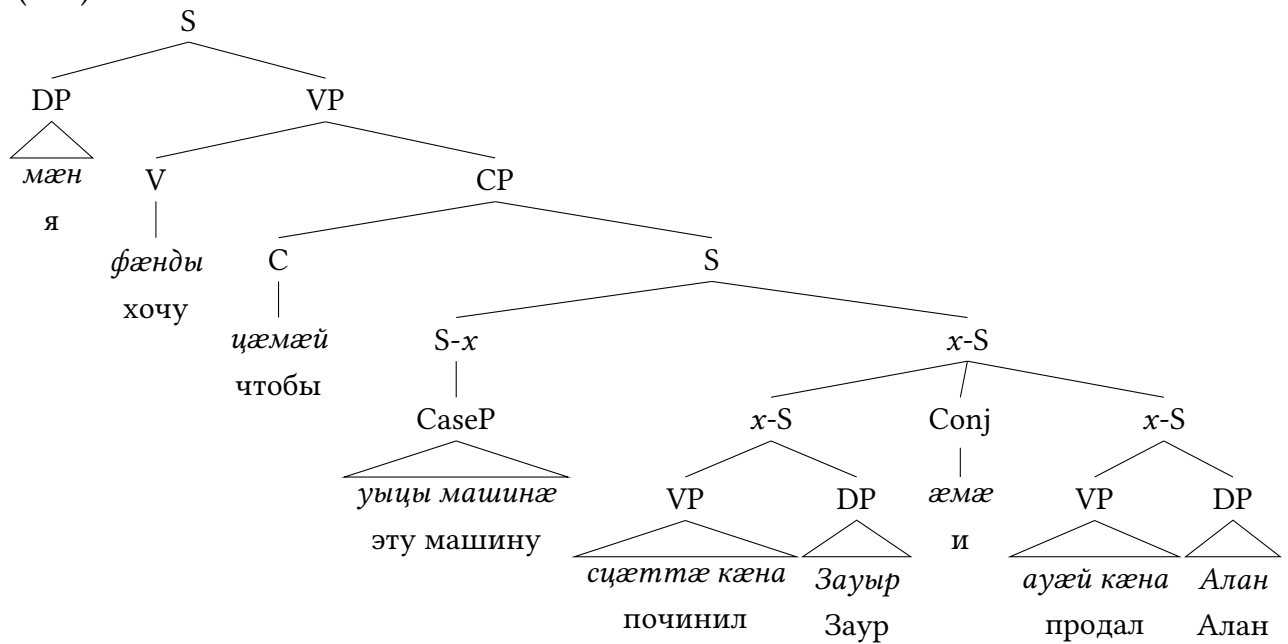 S
DP VP
мæн V CP
я
фæнды C S
хочу
цæмæй S-x x-S
чтобы
CaseP x-S Conj x-S
уыцы машинæ VP DP æмæ VP DP
эту машину и
сцæттæ кæна Зауыр ауæй кæна Алан
починил Заур продал Алан